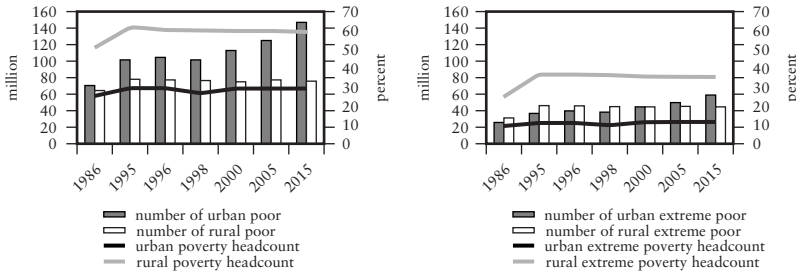 160 70
140 60
120 50
100 40
80 30
60 20
40 10
20 0
0
million
percent
1986 1995 1996 1998 2000 2005 2015
number of urban poor
number of rural poor
urban poverty headcount
rural poverty headcount
160 70
140 60
120 50
100 40
80 30
60 20
40 10
20 0
0
million
percent
1986 1995 1996 1998 2000 2005 2015
number of urban extreme poor
number of rural extreme poor
urban extreme poverty headcount
rural extreme poverty headcount